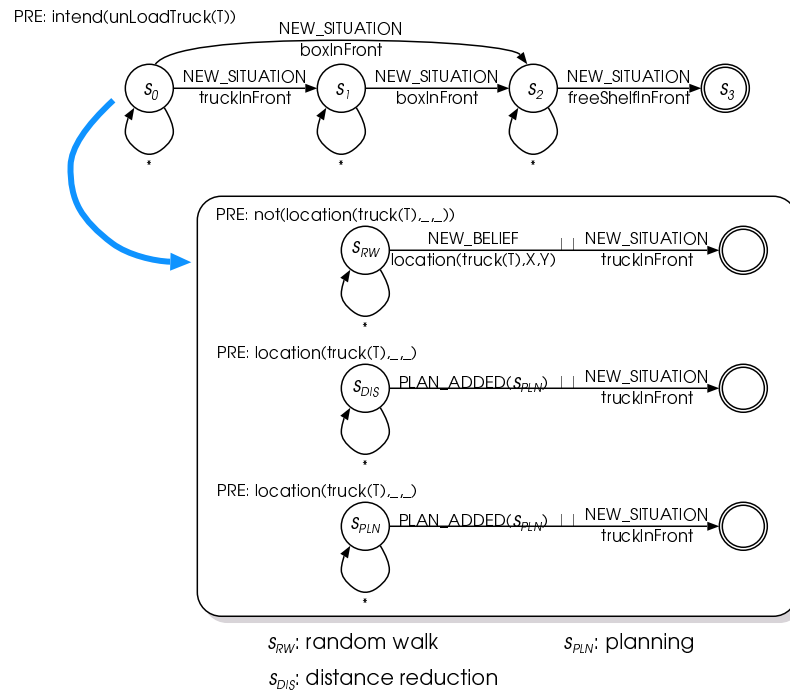 PRE: intend(unLoadTruck(T))
NEW_SITUATION
boxInFront
s0 NEW_SITUATION s1 NEW_SITUATION s2 NEW_SITUATION s3
truckInFront boxInFront freeShelfInFront
* * *
PRE: not(location(truck(T),_,_))
sRW NEW_BELIEF || NEW_SITUATION
location(truck(T),X,Y) truckInFront
*
PRE: location(truck(T),_,_)
sDIS PLAN_ADDED(sPLN) || NEW_SITUATION
truckInFront
*
PRE: location(truck(T),_,_)
sPLN PLAN_ADDED(sPLN) || NEW_SITUATION
truckInFront
*
sRW: random walk sPLN: planning
sDIS: distance reduction